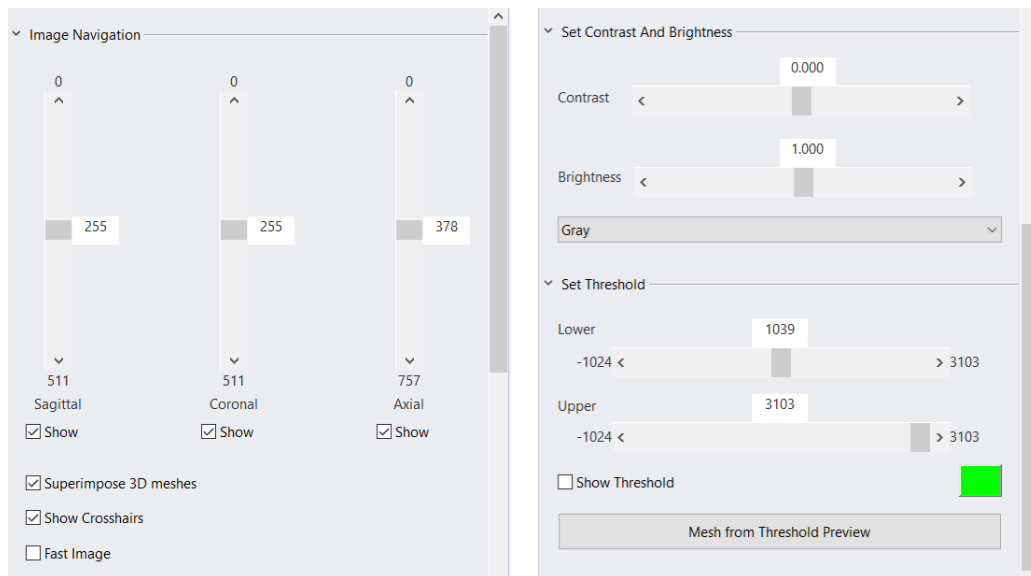 Image Navigation
0 0 0
255 255 378
511 511 757
Sagittal Coronal Axial
Show Show Show
Superimpose 3D meshes
Show Crosshairs
Fast Image
Set Contrast And Brightness
0.000
Contrast
1.000
Brightness
Gray
Set Threshold
Lower 1039
-1024 3103
Upper 3103
-1024 3103
Show Threshold
Mesh from Threshold Preview